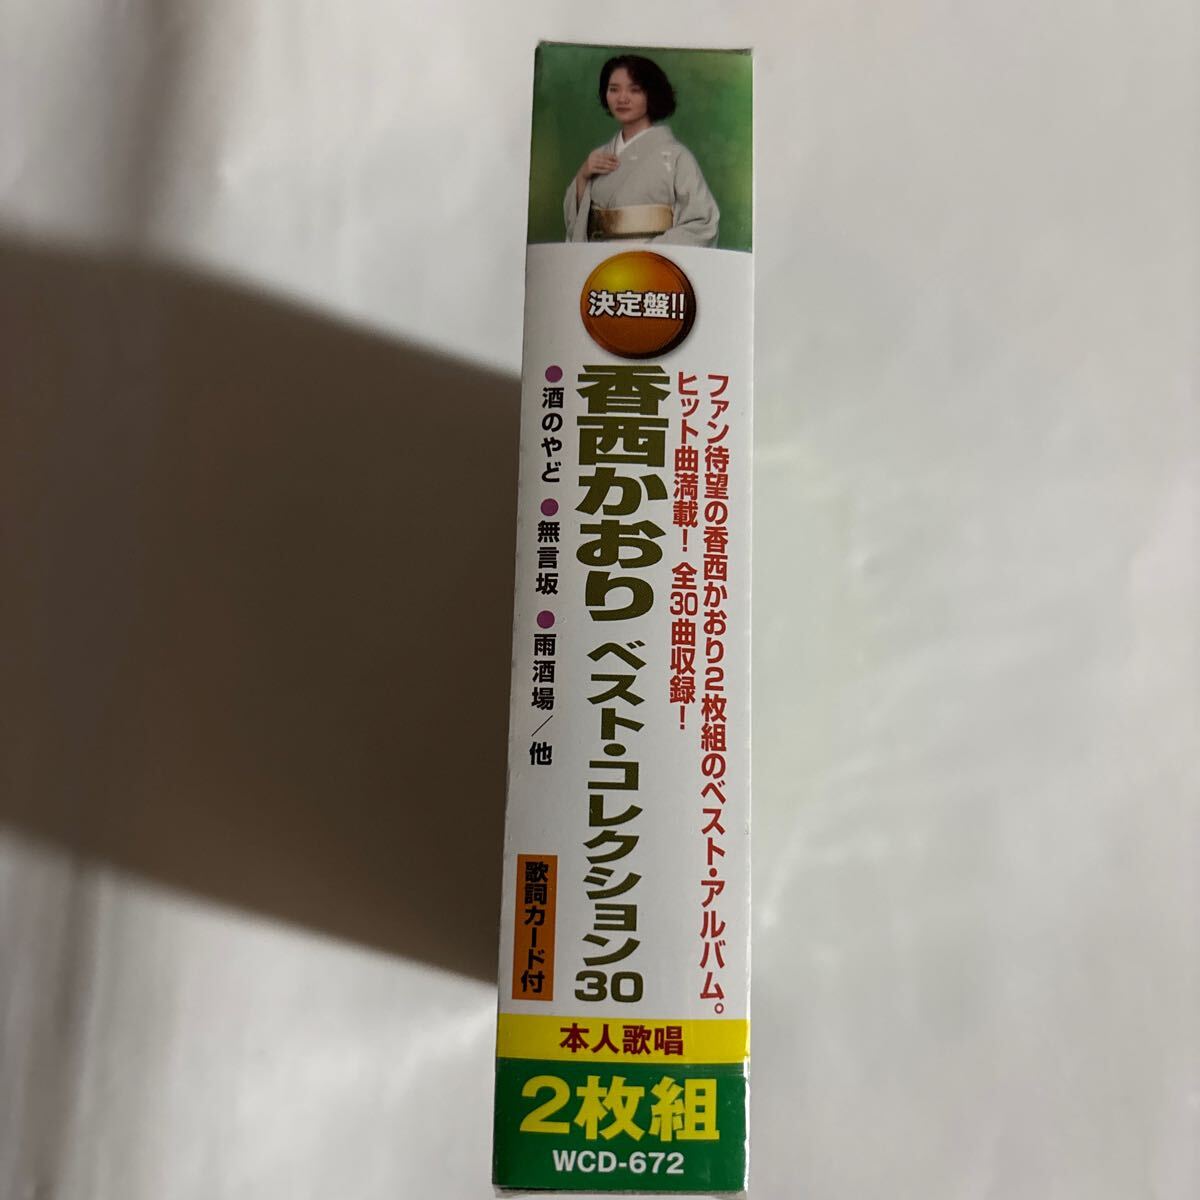 決定盤!!
ファン待望の香西かおり2枚組のベスト・アルバム。
ヒット曲満載！全30曲収録！
香西かおり ベスト・コレクション30
●酒のやど ●無言坂 ●雨酒場／他
歌詞カード付
本人歌唱
2枚組
WCD-672